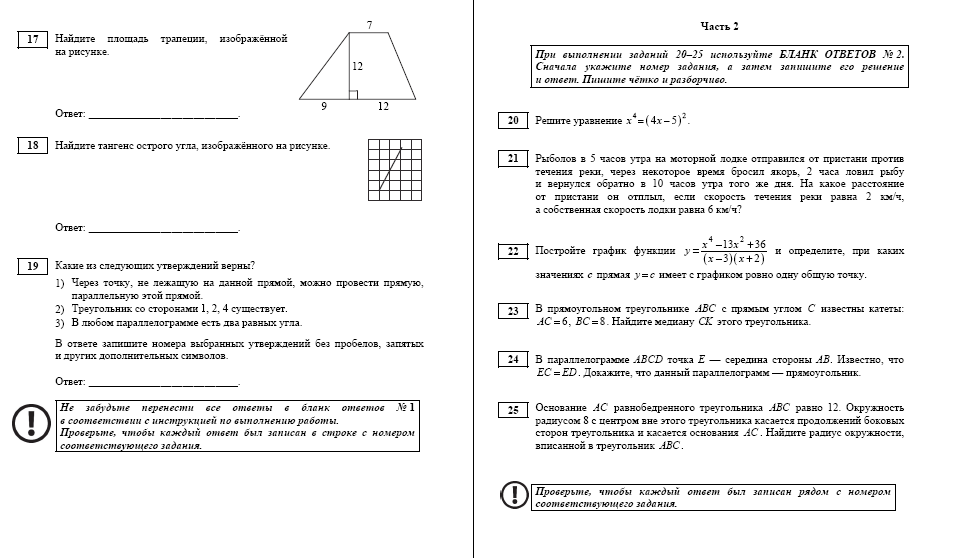 17
Найдите площадь трапеции, изображённой
на рисунке.
7
12
9
12
Ответ: ___________________________.
18
Найдите тангенс острого угла, изображённого на рисунке.
Ответ: ___________________________.
19
Какие из следующих утверждений верны?
1) Через точку, не лежащую на данной прямой, можно провести прямую,
параллельную этой прямой.
2) Треугольник со сторонами 1, 2, 4 существует.
3) В любом параллелограмме есть два равных угла.
В ответе запишите номера выбранных утверждений без пробелов, запятых
и других дополнительных символов.
Ответ: ___________________________.
!
Не забудьте перенести все ответы в бланк ответов № 1
в соответствии с инструкцией по выполнению работы.
Проверьте, чтобы каждый ответ был записан в строке с номером
соответствующего задания.
Часть 2
При выполнении заданий 20–25 используйте БЛАНК ОТВЕТОВ № 2.
Сначала укажите номер задания, а затем запишите его решение
и ответ. Пишите чётко и разборчиво.
20
Решите уравнение x⁴ = (4x − 5)².
21
Рыболов в 5 часов утра на моторной лодке отправился от пристани против
течения реки, через некоторое время бросил якорь, 2 часа ловил рыбу
и вернулся обратно в 10 часов утра того же дня. На какое расстояние
от пристани он отплыл, если скорость течения реки равна 2 км/ч,
а собственная скорость лодки равна 6 км/ч?
22
Постройте график функции y = (x⁴ − 13x² + 36) / ((x − 3)(x + 2)) и определите, при каких
значениях c прямая y = c имеет с графиком ровно одну общую точку.
23
В прямоугольном треугольнике ABC с прямым углом C известны катеты:
AC = 6, BC = 8. Найдите медиану CK этого треугольника.
24
В параллелограмме ABCD точка E — середина стороны AB. Известно, что
EC = ED. Докажите, что данный параллелограмм — прямоугольник.
25
Основание AC равнобедренного треугольника ABC равно 12. Окружность
радиусом 8 с центром вне этого треугольника касается продолжений боковых
сторон треугольника и касается основания AC. Найдите радиус окружности,
вписанной в треугольник ABC.
!
Проверьте, чтобы каждый ответ был записан рядом с номером
соответствующего задания.